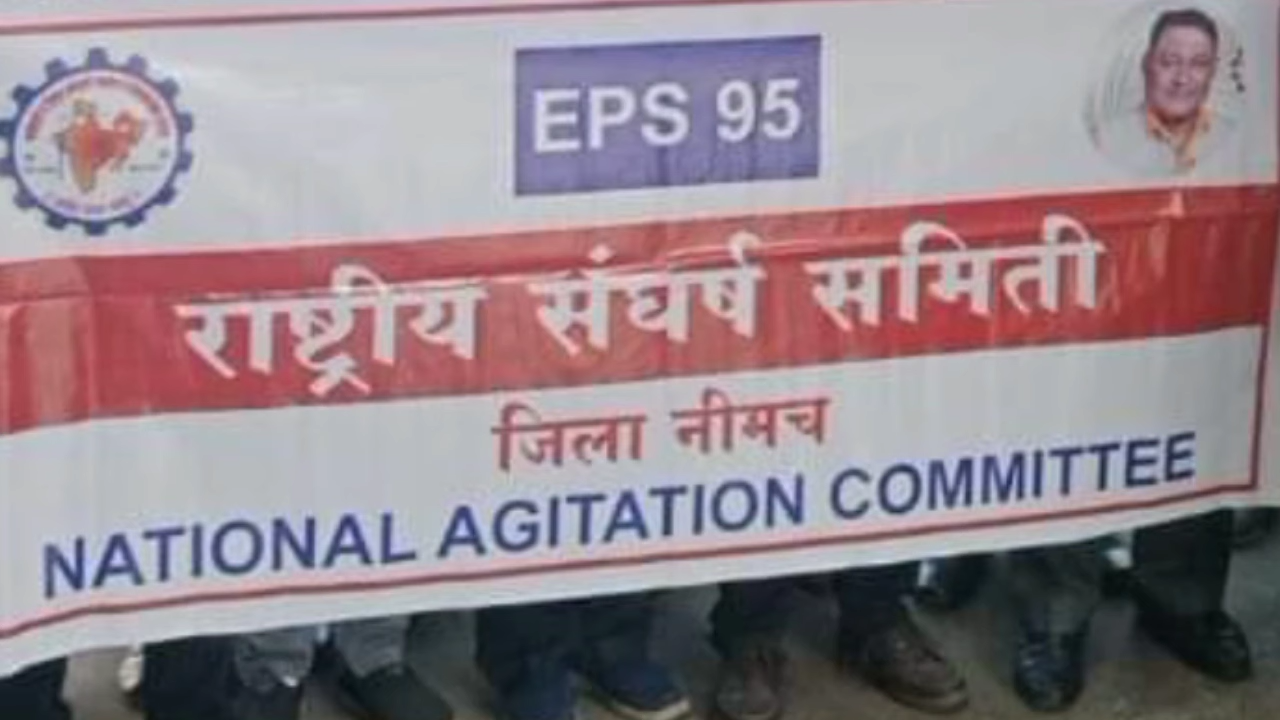 EPS 95
राष्ट्रीय संघर्ष समिती
जिला नीमच
NATIONAL AGITATION COMMITTEE